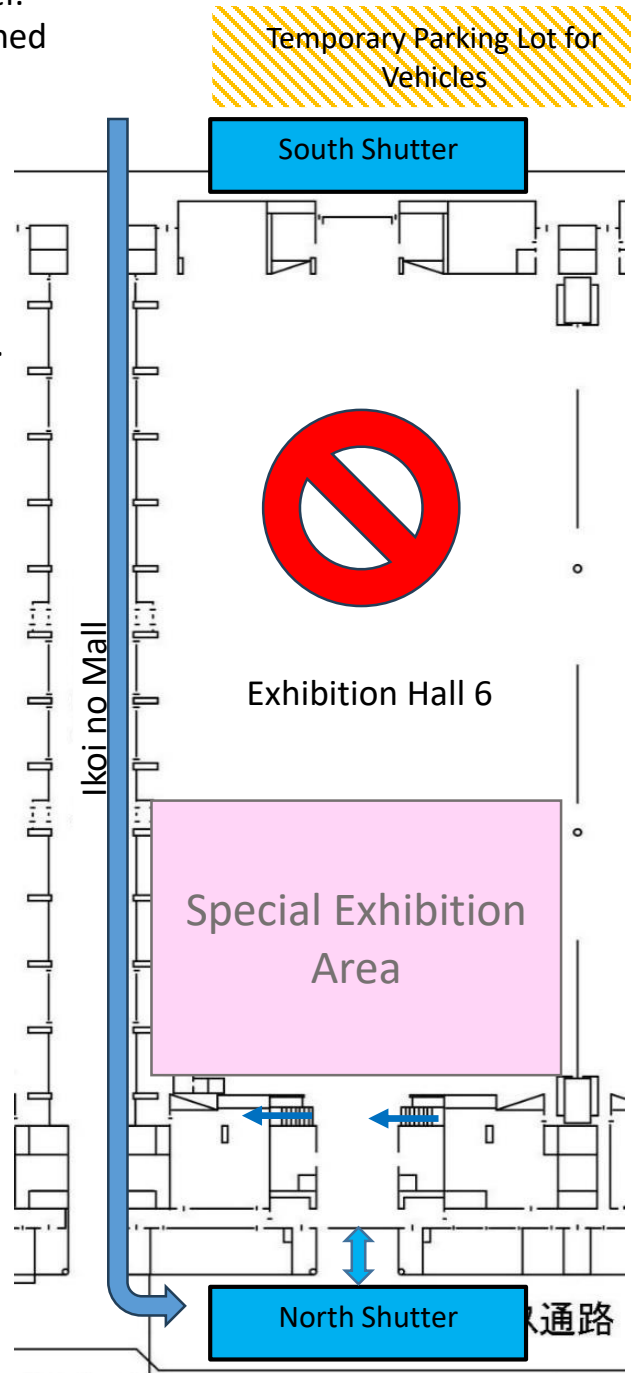 Temporary Parking Lot for
Vehicles
South Shutter
Ikoi no Mall
Exhibition Hall 6
Special Exhibition
Area
North Shutter
通路